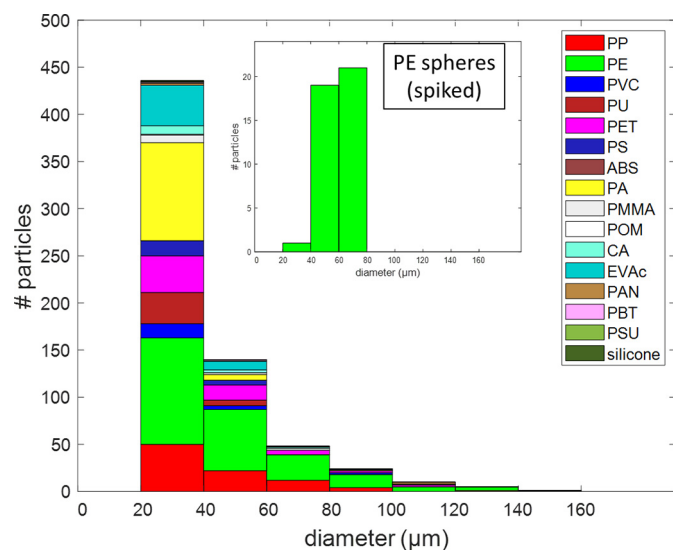 500
450
400
350
300
250
200
150
100
50
0
# particles
0
20
40
60
80
100
120
140
160
diameter (µm)
PE spheres
(spiked)
20
15
10
5
0
# particles
0
20
40
60
80
100
120
140
160
diameter (µm)
PP
PE
PVC
PU
PET
PS
ABS
PA
PMMA
POM
CA
EVAc
PAN
PBT
PSU
silicone